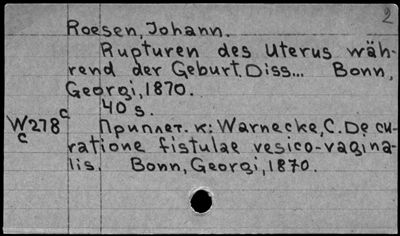 2
Roesen, Johann.
Rupturen des Uterus wäh-
rend der Geburt. Diss... Bonn,
Georgi, 1870.
40 s.
W278c
c
Приплет. к: Warnecke, C. De cu-
ratione fistulae vesico-vagina-
lis. Bonn, Georgi, 1870.